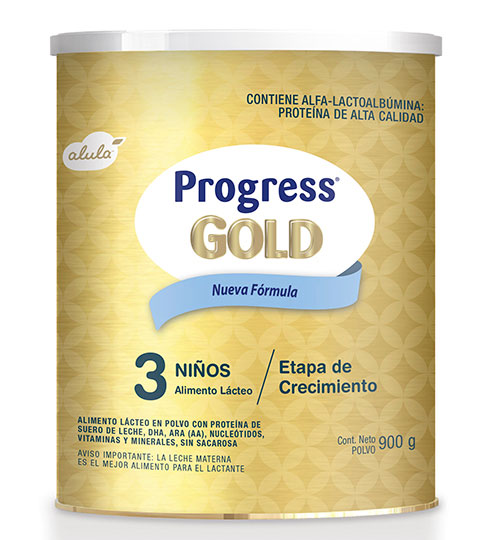 CONTIENE ALFA-LACTOALBÚMINA:
PROTEÍNA DE ALTA CALIDAD
alula
Progress®
GOLD
Nueva Fórmula
3 NIÑOS
Alimento Lácteo
/ Etapa de
Crecimiento
ALIMENTO LÁCTEO EN POLVO CON PROTEÍNA DE
SUERO DE LECHE, DHA, ARA (AA), NUCLEÓTIDOS,
VITAMINAS Y MINERALES, SIN SACAROSA
AVISO IMPORTANTE: LA LECHE MATERNA
ES EL MEJOR ALIMENTO PARA EL LACTANTE
Cont. Neto
POLVO 900 g